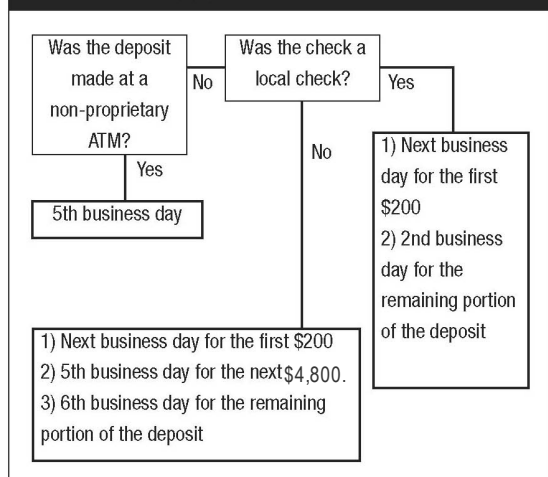 Was the deposit
made at a
non-proprietary
ATM?
No
Was the check a
local check?
Yes
Yes
5th business day
No
1) Next business
day for the first
$200
2) 2nd business
day for the
remaining portion
of the deposit
1) Next business day for the first $200
2) 5th business day for the next $4,800.
3) 6th business day for the remaining
portion of the deposit